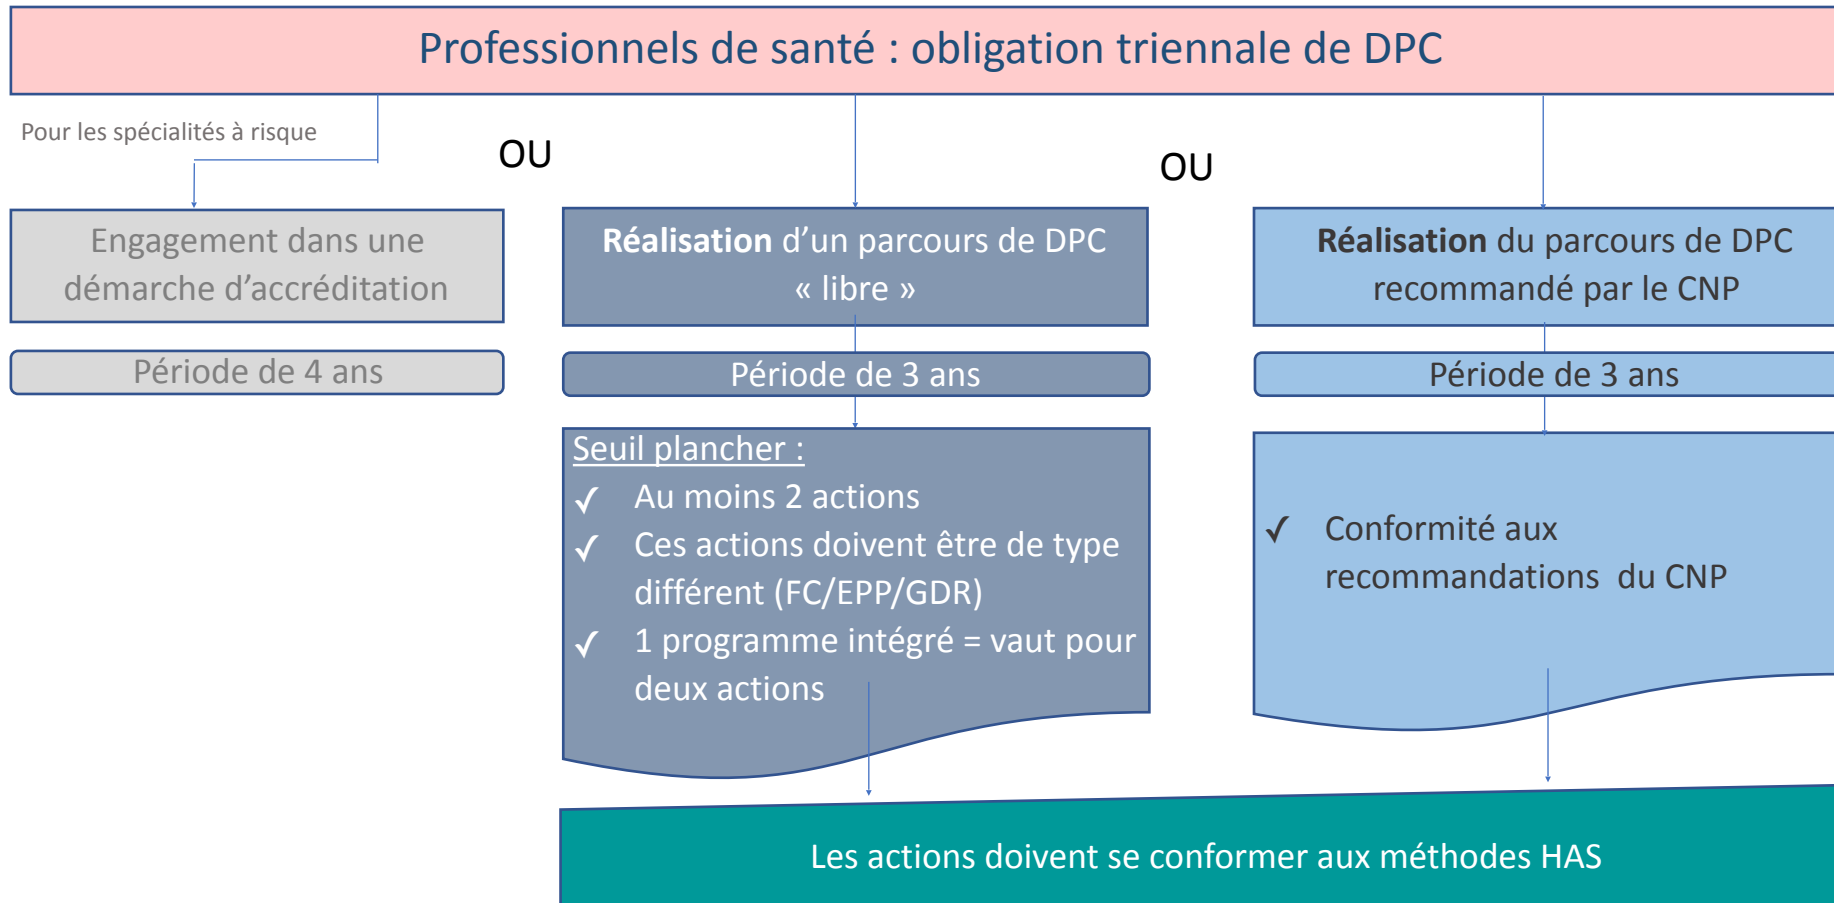 Professionnels de santé : obligation triennale de DPC
Pour les spécialités à risque
OU
OU
Engagement dans une
démarche d’accréditation
Période de 4 ans
Réalisation d’un parcours de DPC
« libre »
Période de 3 ans
Seuil plancher :
✓ Au moins 2 actions
✓ Ces actions doivent être de type
différent (FC/EPP/GDR)
✓ 1 programme intégré = vaut pour
deux actions
Réalisation du parcours de DPC
recommandé par le CNP
Période de 3 ans
✓ Conformité aux
recommandations du CNP
Les actions doivent se conformer aux méthodes HAS